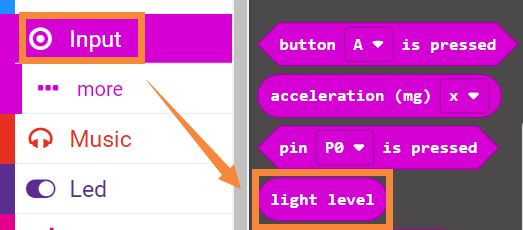 Input
more
Music
Led
button A is pressed
acceleration (mg) x
pin P0 is pressed
light level